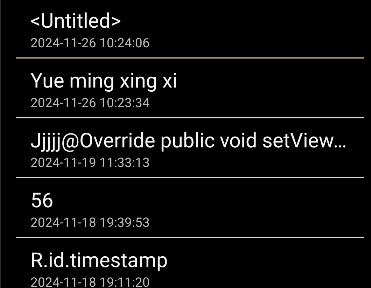 <Untitled>
2024-11-26 10:24:06
Yue ming xing xi
2024-11-26 10:23:34
Jjjjj@Override public void setView...
2024-11-19 11:33:13
56
2024-11-18 19:39:53
R.id.timestamp
2024-11-18 19:11:20